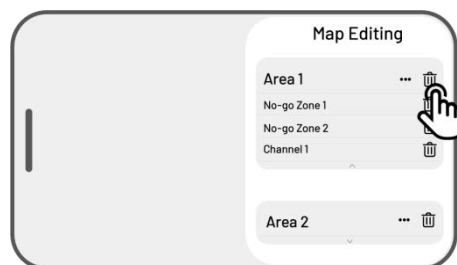 Map Editing
Area 1 •••
No-go Zone 1
No-go Zone 2
Channel 1
Area 2 •••